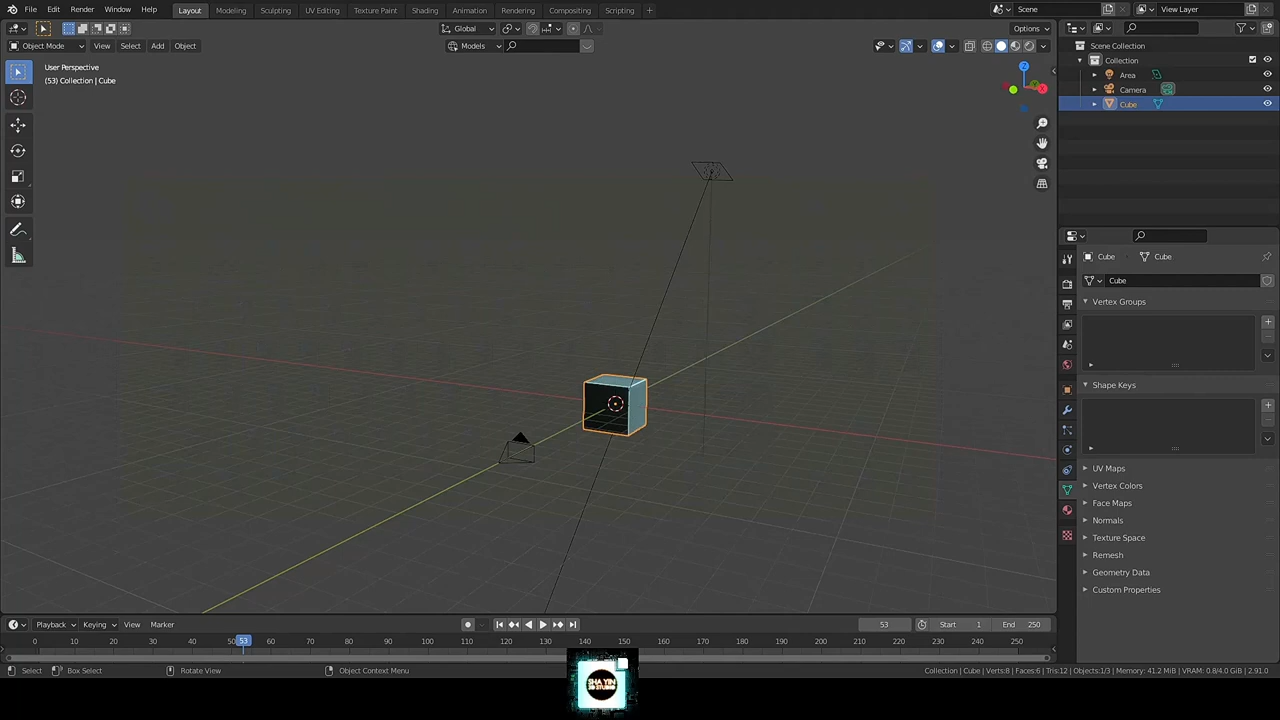 File Edit Render Window Help Layout Modeling Sculpting UV Editing Texture Paint Shading Animation Rendering Compositing Scripting + Scene View Layer
Global Options
Object Mode View Select Add Object Models
User Perspective
(53) Collection | Cube
Z
X
Scene Collection
Collection
Area
Camera
Cube
Cube Cube
Cube
Vertex Groups
Shape Keys
UV Maps
Vertex Colors
Face Maps
Normals
Texture Space
Remesh
Geometry Data
Custom Properties
Playback Keying View Marker 53 Start 1 End 250
0 10 20 30 40 50 53 60 70 80 90 100 110 120 130 140 150 160 170 180 190 200 210 220 230 240 250
Select Box Select Rotate View Object Context Menu Collection | Cube | Verts:8 | Faces:6 | Tris:12 | Objects:1/3 | Memory: 41.2 MiB | VRAM: 0.8/4.0 GiB | 2.91.0
SHA YIN
3D STUDIO